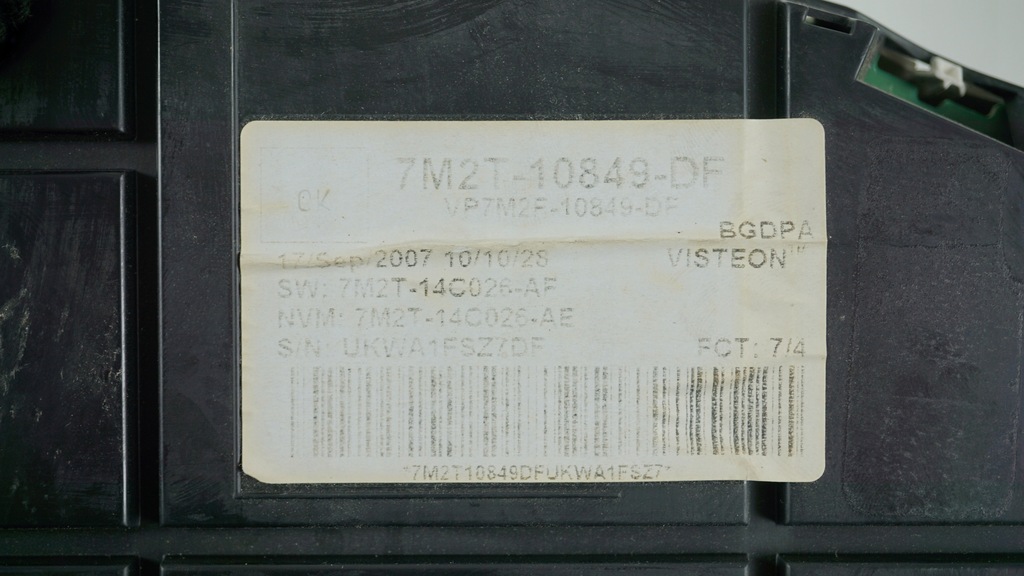 7M2T-10849-DF
OK
VP7M2F-10849-DF
BGDPA
17/Sep/2007 10/10/28
VISTEON"
SW: 7M2T-14C026-AF
NVM: 7M2T-14C026-AE
S/N: UKWA1FSZ7DF
FCT: 7/4
*7M2T10849DFUKWA1FSZ7*